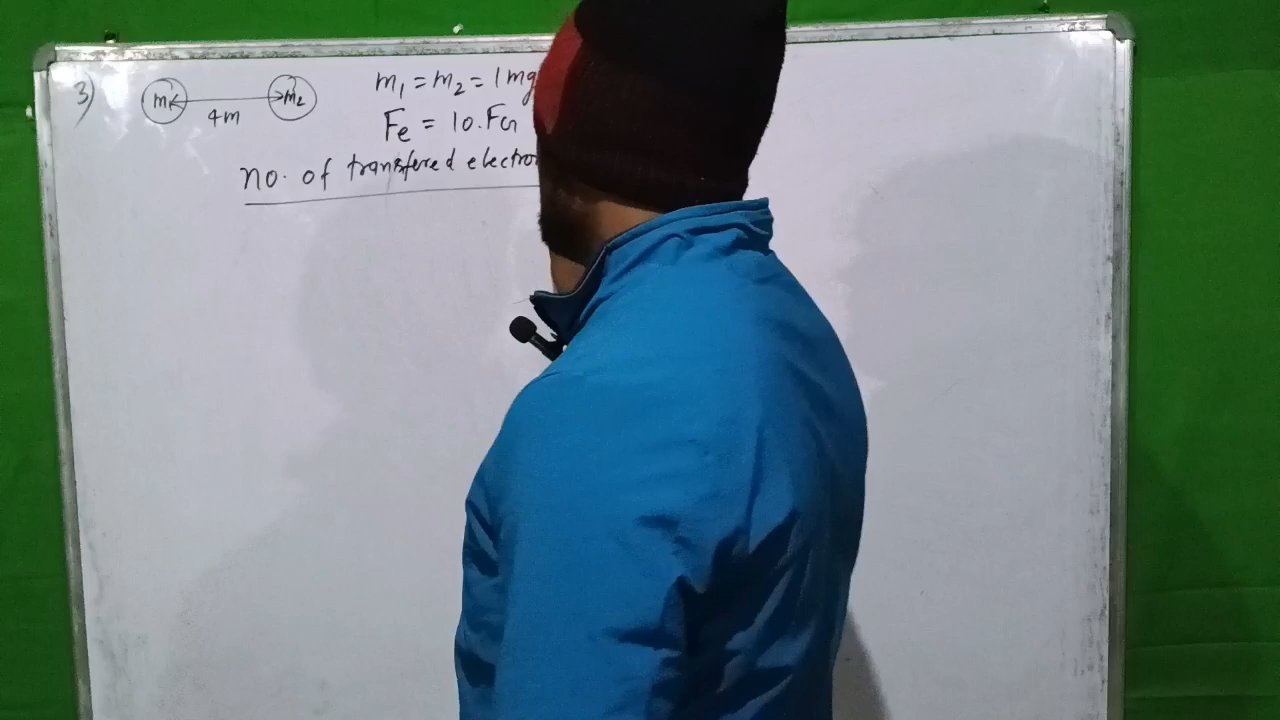 3) m1 m2 m1 = m2 = 1mg
4m Fe = 10.FG
no. of transfered electron